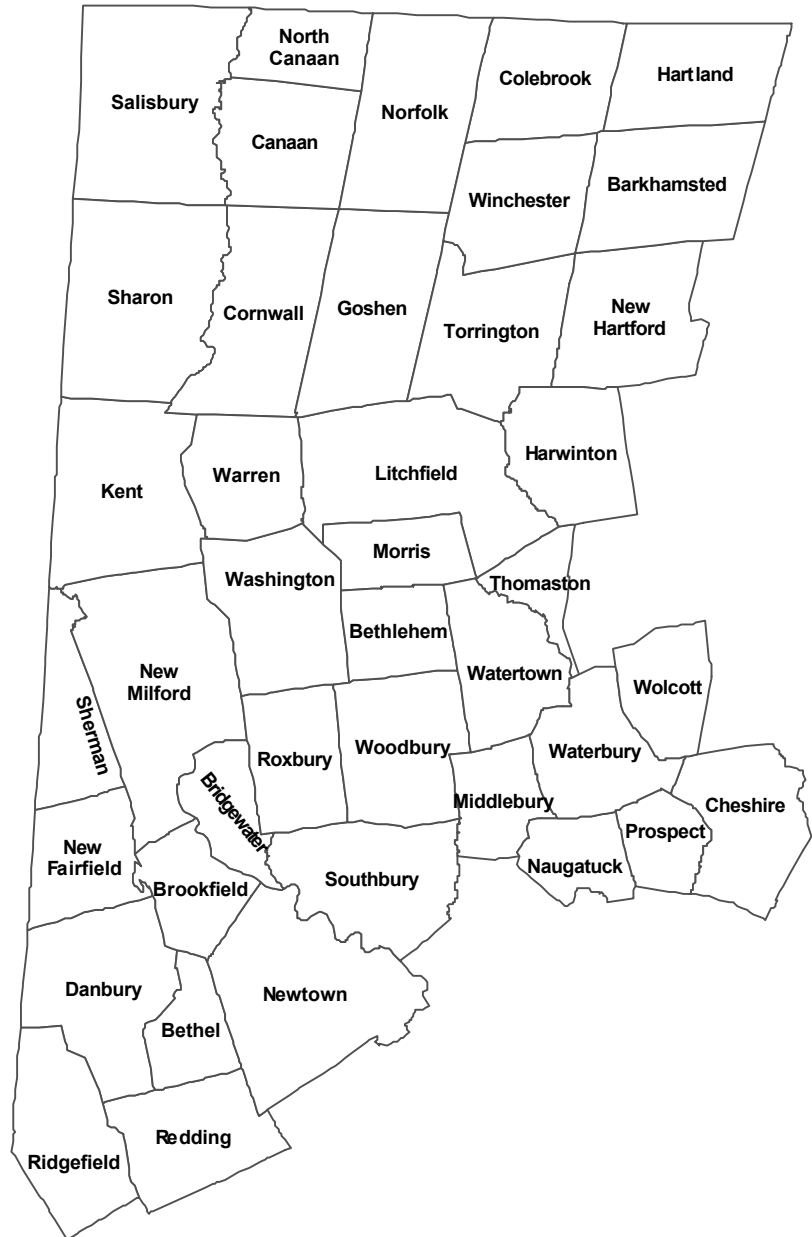 North
Canaan
Colebrook
Hartland
Salisbury
Norfolk
Canaan
Barkhamsted
Winchester
Sharon
Cornwall
Goshen
New
Hartford
Torrington
Harwinton
Kent
Warren
Litchfield
Morris
Washington
Thomaston
Bethlehem
New
Milford
Watertown
Wolcott
Sherman
Roxbury
Woodbury
Waterbury
Bridgewater
Middlebury
Cheshire
New
Fairfield
Prospect
Naugatuck
Brookfield
Southbury
Danbury
Newtown
Bethel
Redding
Ridgefield